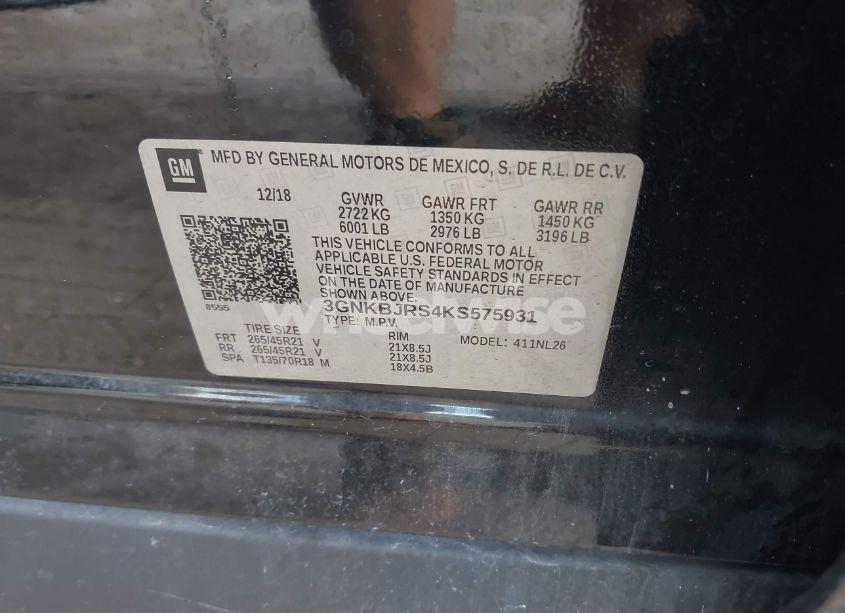 GM MFD BY GENERAL MOTORS DE MEXICO, S. DE R.L. DE C.V.
12/18 GVWR GAWR FRT GAWR RR
2722 KG 1350 KG 1450 KG
6001 LB 2976 LB 3196 LB
THIS VEHICLE CONFORMS TO ALL
APPLICABLE U.S. FEDERAL MOTOR
VEHICLE SAFETY STANDARDS IN EFFECT
ON THE DATE OF MANUFACTURE
SHOWN ABOVE.
8555
3GNKBJRS4KS575931
TYPE: M.P.V. MODEL: 411NL26
TIRE SIZE RIM
FRT 265/45R21 V 21X8.5J
RR 265/45R21 V 21X8.5J
SPA T135/70R18 M 18X4.5B
wheelwise